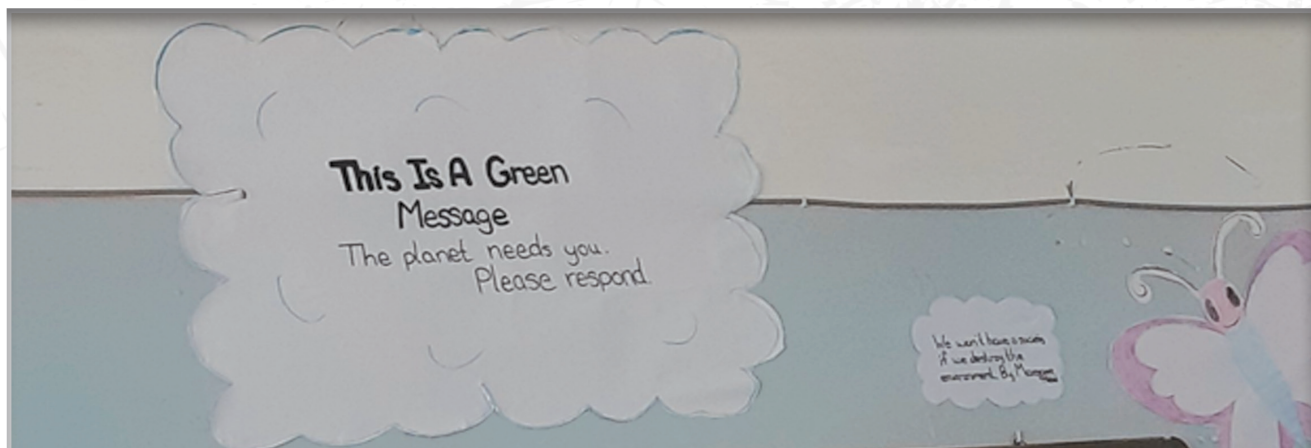 This Is A Green
Message
The planet needs you.
Please respond.
We won't have a society
if we destroy the
environment. By Margaret